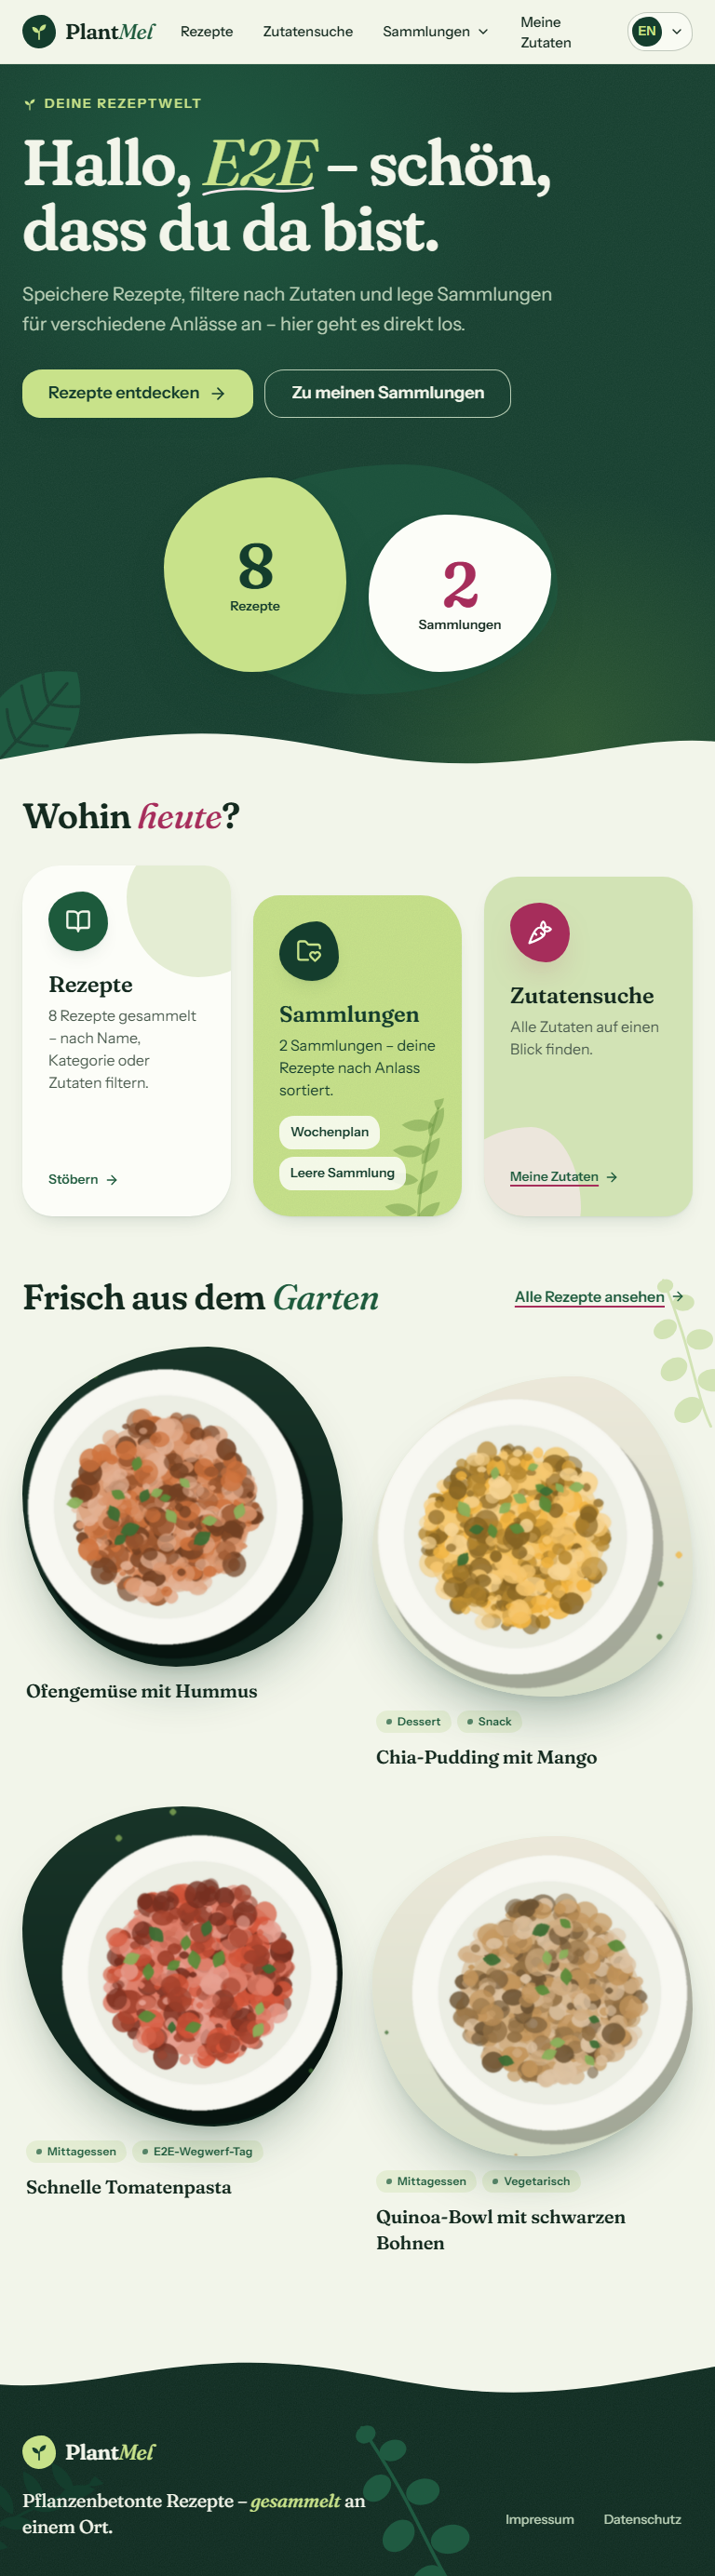 PlantMel
Rezepte
Zutatensuche
Sammlungen
Meine
Zutaten
EN
DEINE REZEPTWELT
Hallo, E2E – schön,
dass du da bist.
Speichere Rezepte, filtere nach Zutaten und lege Sammlungen
für verschiedene Anlässe an – hier geht es direkt los.
Rezepte entdecken
Zu meinen Sammlungen
8
Rezepte
2
Sammlungen
Wohin heute?
Rezepte
8 Rezepte gesammelt
– nach Name,
Kategorie oder
Zutaten filtern.
Stöbern
Sammlungen
2 Sammlungen – deine
Rezepte nach Anlass
sortiert.
Wochenplan
Leere Sammlung
Zutatensuche
Alle Zutaten auf einen
Blick finden.
Meine Zutaten
Frisch aus dem Garten
Alle Rezepte ansehen
Ofengemüse mit Hummus
Dessert
Snack
Chia-Pudding mit Mango
Mittagessen
E2E-Wegwerf-Tag
Schnelle Tomatenpasta
Mittagessen
Vegetarisch
Quinoa-Bowl mit schwarzen
Bohnen
PlantMel
Pflanzenbetonte Rezepte – gesammelt an
einem Ort.
Impressum
Datenschutz